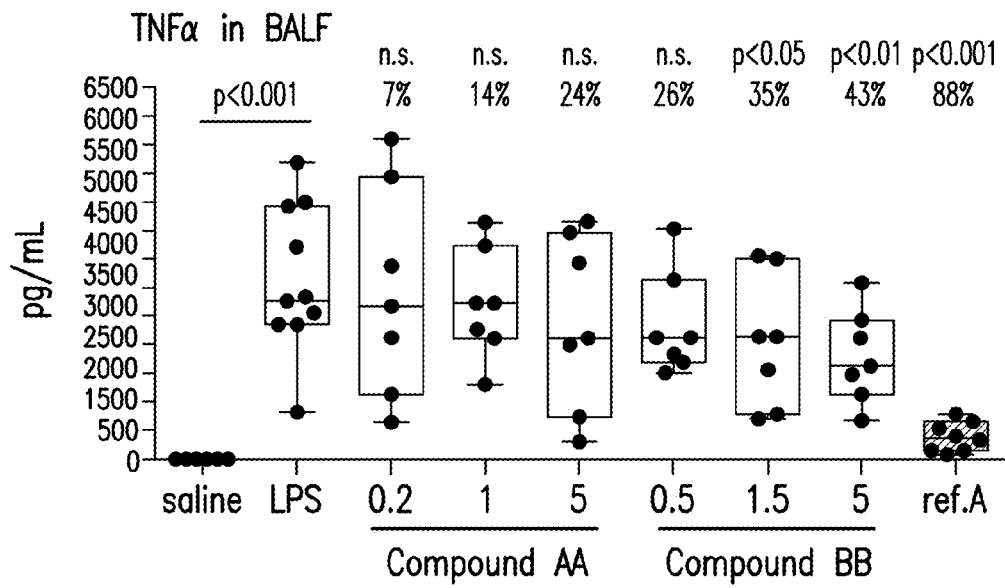 TNFα in BALF
n.s. n.s. n.s. n.s. p<0.05 p<0.01 p<0.001
p<0.001 7% 14% 24% 26% 35% 43% 88%
pg/mL
6500
6000
5500
5000
4500
4000
3500
3000
2500
2000
1500
1000
500
0
saline LPS 0.2 1 5 0.5 1.5 5 ref.A
Compound AA Compound BB